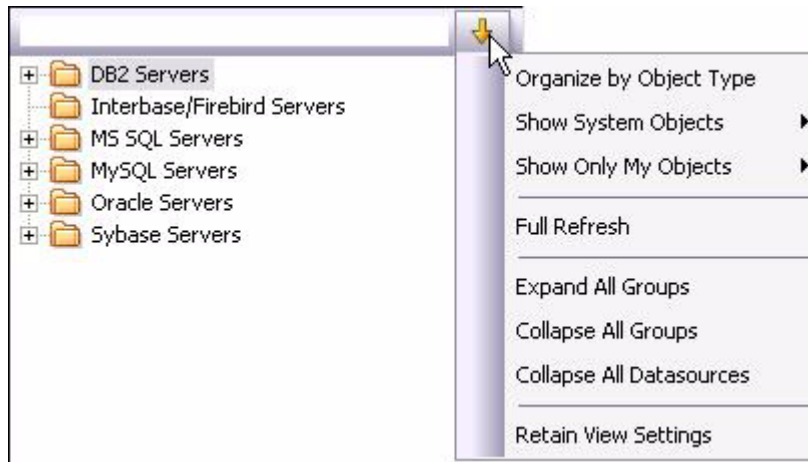 DB2 Servers
Interbase/Firebird Servers
MS SQL Servers
MySQL Servers
Oracle Servers
Sybase Servers
Organize by Object Type
Show System Objects
Show Only My Objects
Full Refresh
Expand All Groups
Collapse All Groups
Collapse All Datasources
Retain View Settings